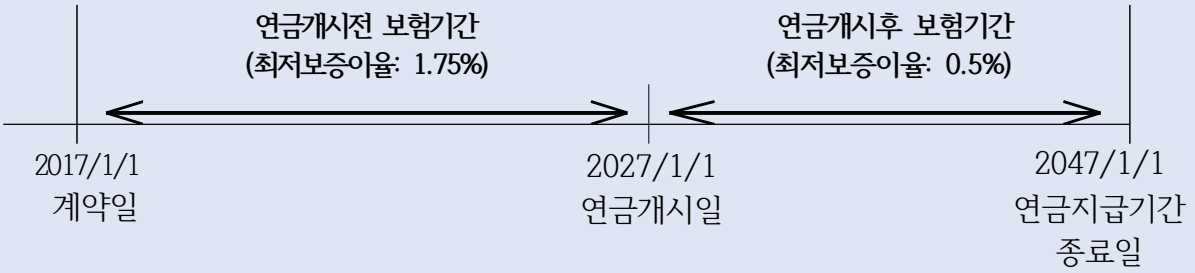 연금개시전 보험기간
(최저보증이율: 1.75%)
연금개시후 보험기간
(최저보증이율: 0.5%)
2017/1/1
계약일
2027/1/1
연금개시일
2047/1/1
연금지급기간
종료일